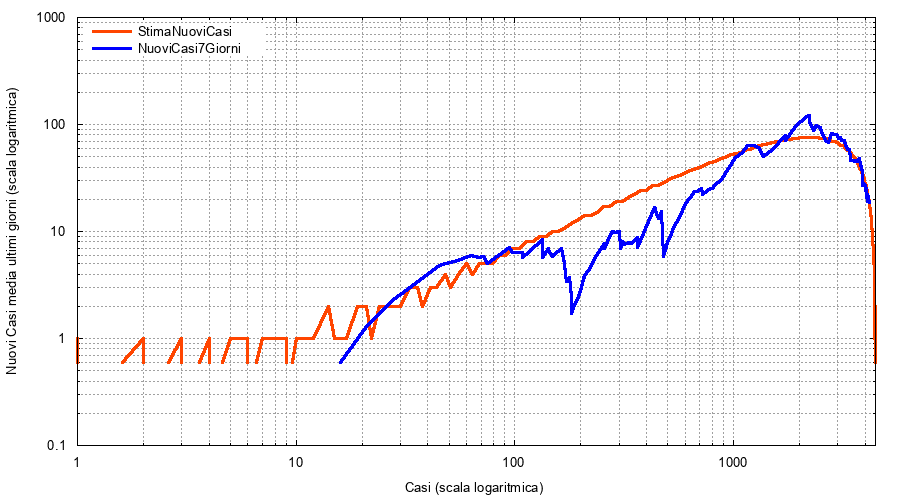 1000
StimaNuoviCasi
NuoviCasi7Giorni
100
10
1
0.1
Nuovi Casi media ultimi giorni (scala logaritmica)
1 10 100 1000
Casi (scala logaritmica)